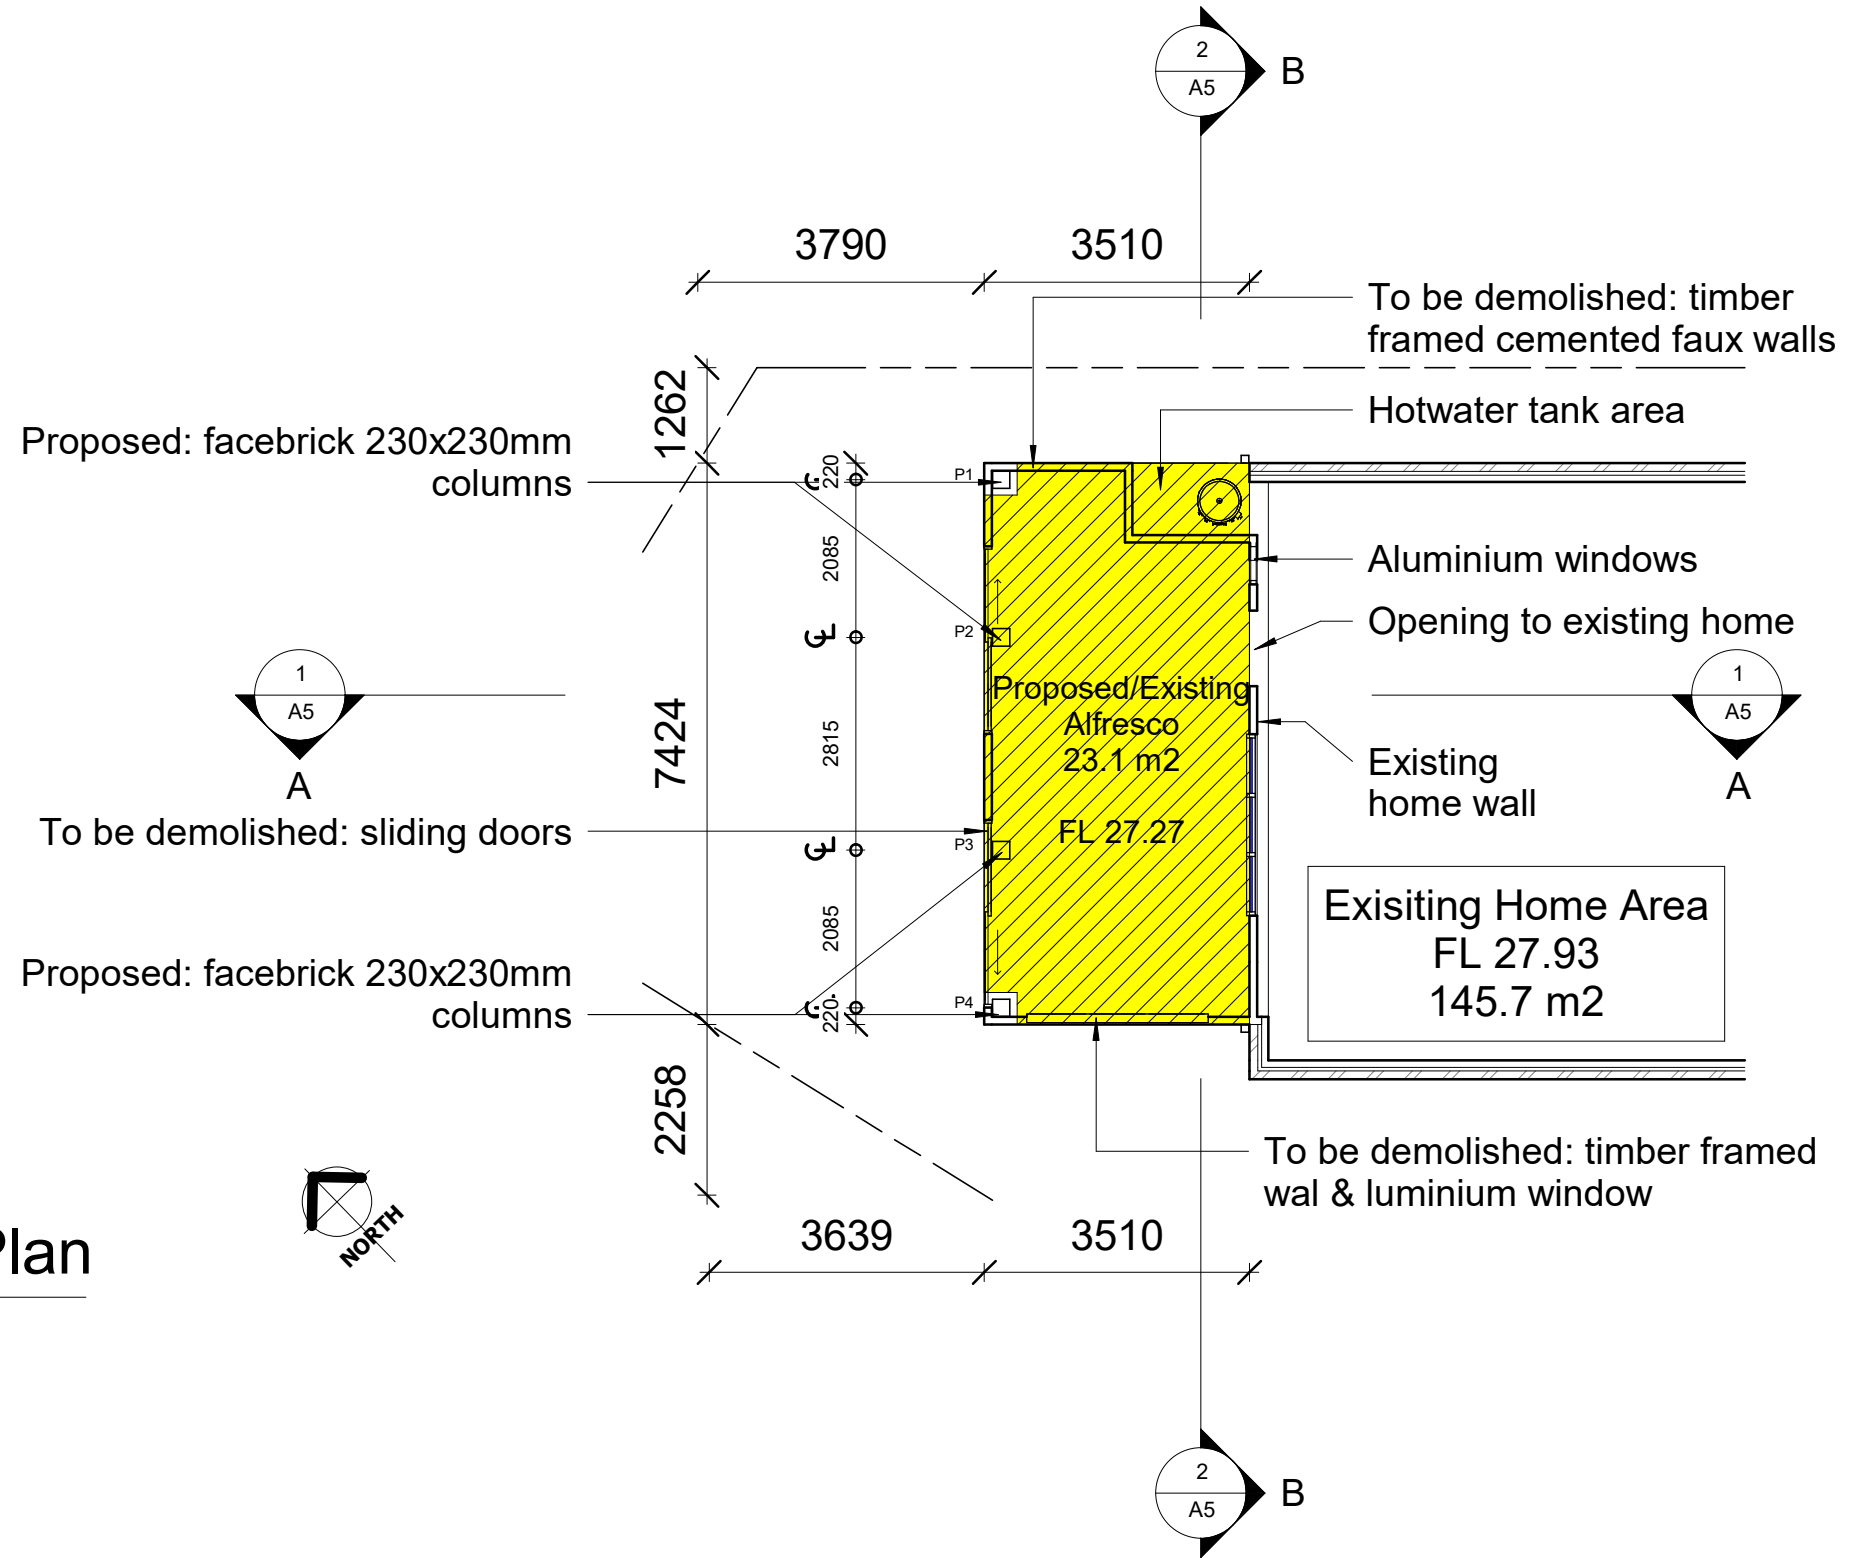 2
A5
B
3790
3510
To be demolished: timber
framed cemented faux walls
1262
Hotwater tank area
Proposed: facebrick 230x230mm
columns
220
P1
2085
Aluminium windows
Opening to existing home
P2
1
A5
A
7424
2815
Proposed/Existing
Alfresco
23.1 m2
FL 27.27
1
A5
A
Existing
home wall
To be demolished: sliding doors
P3
2085
Exisiting Home Area
FL 27.93
145.7 m2
Proposed: facebrick 230x230mm
columns
220
P4
2258
To be demolished: timber framed
wal & luminium window
NORTH
Plan
3639
3510
2
A5
B